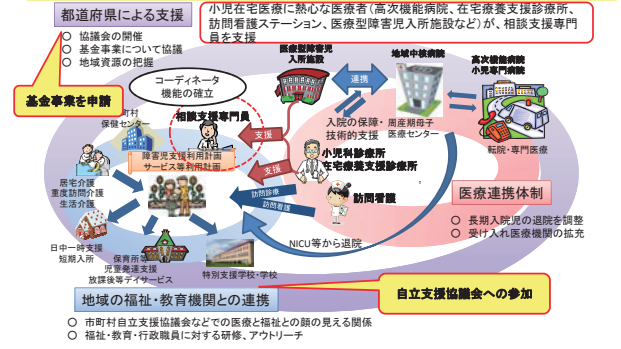 都道府県による支援
○ 協議会の開催
○ 基金事業について協議
○ 地域資源の把握
小児在宅医療に熱心な医療者(高次機能病院、在宅療養支援診療所、
訪問看護ステーション、医療型障害児入所施設など)が、相談支援専門
員を支援
基金事業を申請
コーディネータ
機能の確立
医療型障害児
入所施設
連携
地域中核病院
高次機能病院
小児専門病院
町村
保健センター
相談支援専門員
支援
入院の保障・
技術的支援
周産期母子
医療センター
転院・専門医療
障害児支援利用計画
サービス等利用計画
支援
小児科診療所
在宅療養支援診療所
居宅介護
重度訪問介護
生活介護
訪問診療
訪問看護
訪問看護
医療連携体制
○ 長期入院児の退院を調整
○ 受け入れ医療機関の拡充
NICU等から退院
日中一時支援
短期入所
保育所等
児童発達支援
放課後等デイサービス
特別支援学校・学校
地域の福祉・教育機関との連携
自立支援協議会への参加
○ 市町村自立支援協議会などでの医療と福祉との顔の見える関係
○ 福祉・教育・行政職員に対する研修、アウトリーチ